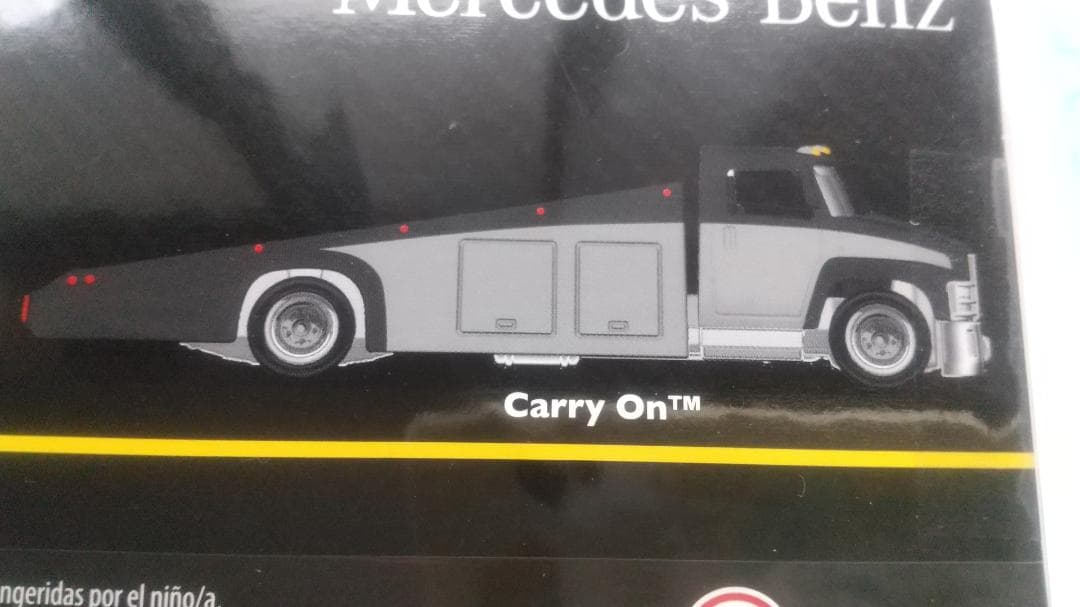 Mercedes Benz
Carry On™
ngeridas por el niño/a.